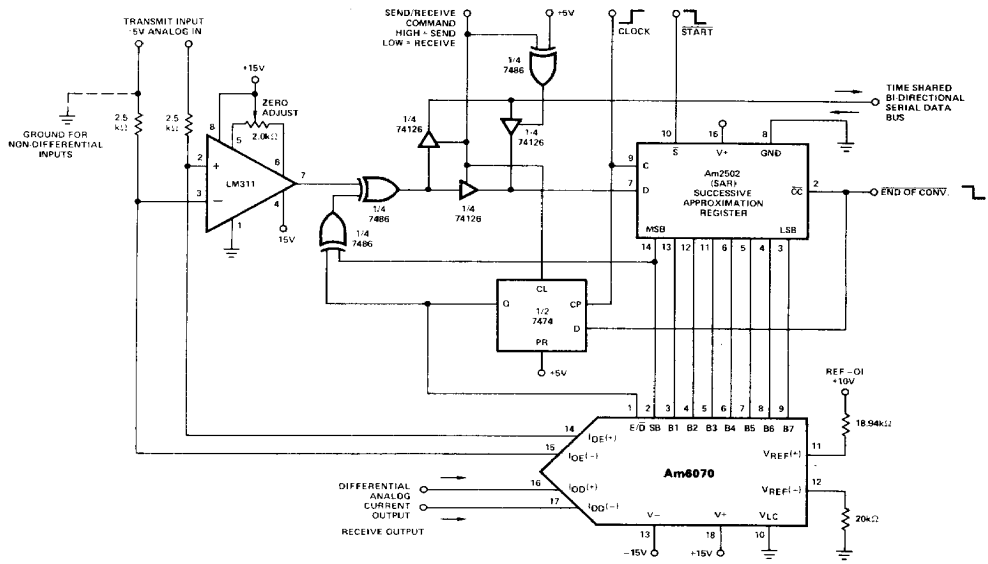 TRANSMIT INPUT
±5V ANALOG IN
SEND/RECEIVE
COMMAND
HIGH = SEND
LOW = RECEIVE
+5V
CLOCK
START
1/4
7486
TIME SHARED
BI-DIRECTIONAL
SERIAL DATA
BUS
+15V
ZERO
ADJUST
2.0kΩ
2.5
kΩ
2.5
kΩ
GROUND FOR
NON-DIFFERENTIAL
INPUTS
8
5
6
2
+
3
−
LM311
7
4
1
15V
1/4
74126
1/4
74126
1/4
7486
1/4
74126
1/4
7486
10
16
8
S
V+
GND
9
C
7
D
Am2502
(SAR)
SUCCESSIVE
APPROXIMATION
REGISTER
CC
2
END OF CONV.
MSB
LSB
14
13
12
11
6
5
4
3
CL
Q
CP
1/2
7474
D
PR
+5V
REF-01
+10V
18.94kΩ
1
2
3
4
5
6
7
8
9
E/D
SB
B1
B2
B3
B4
B5
B6
B7
14
IOE(+)
15
IOE(−)
16
IOD(+)
17
IOD(−)
Am6070
VREF(+)
11
VREF(−)
12
20kΩ
DIFFERENTIAL
ANALOG
CURRENT
OUTPUT
RECEIVE OUTPUT
V−
V+
VLC
13
18
10
−15V
+15V